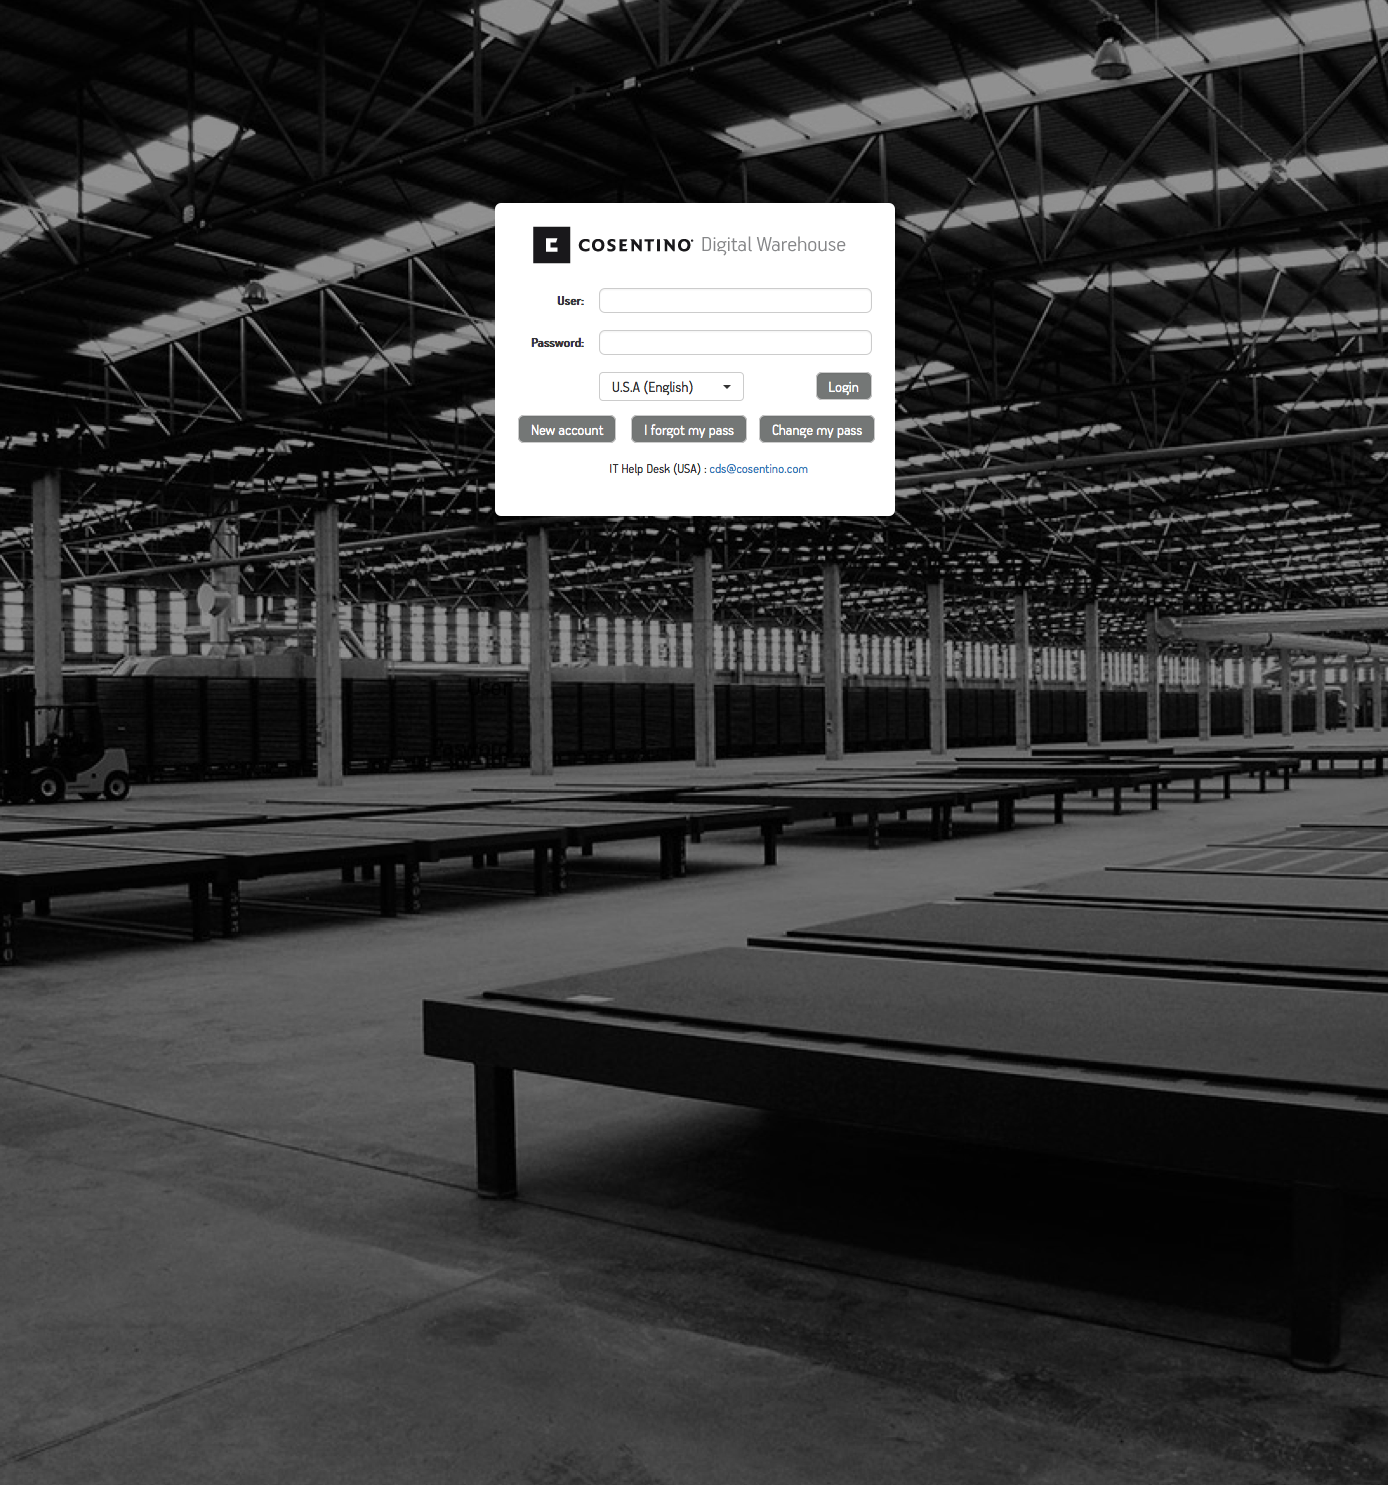 COSENTINO Digital Warehouse
User:
Password:
U.S.A (English)
Login
New account
I forgot my pass
Change my pass
IT Help Desk (USA) : cds@cosentino.com
User